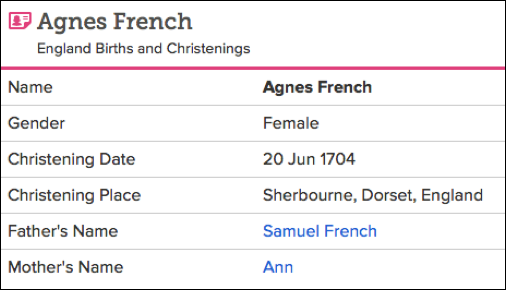 Agnes French
England Births and Christenings
Name Agnes French
Gender Female
Christening Date 20 Jun 1704
Christening Place Sherbourne, Dorset, England
Father's Name Samuel French
Mother's Name Ann